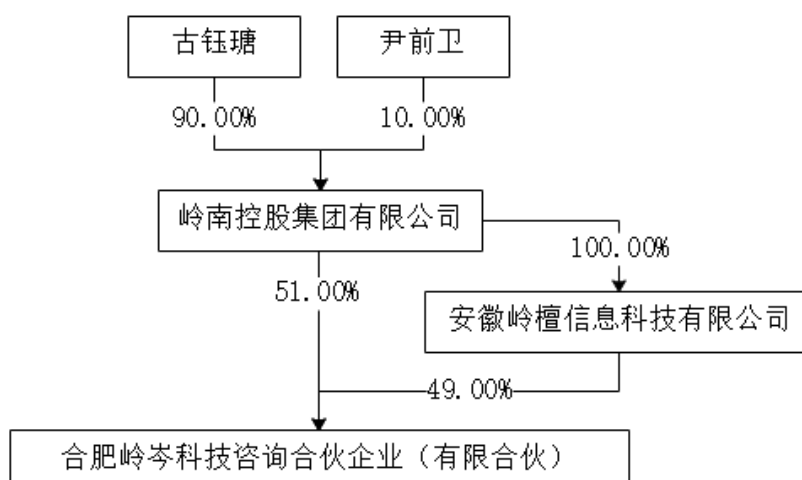 古钰瑭
尹前卫
90.00%
10.00%
岭南控股集团有限公司
100.00%
51.00%
安徽岭檀信息科技有限公司
49.00%
合肥岭岑科技咨询合伙企业（有限合伙）